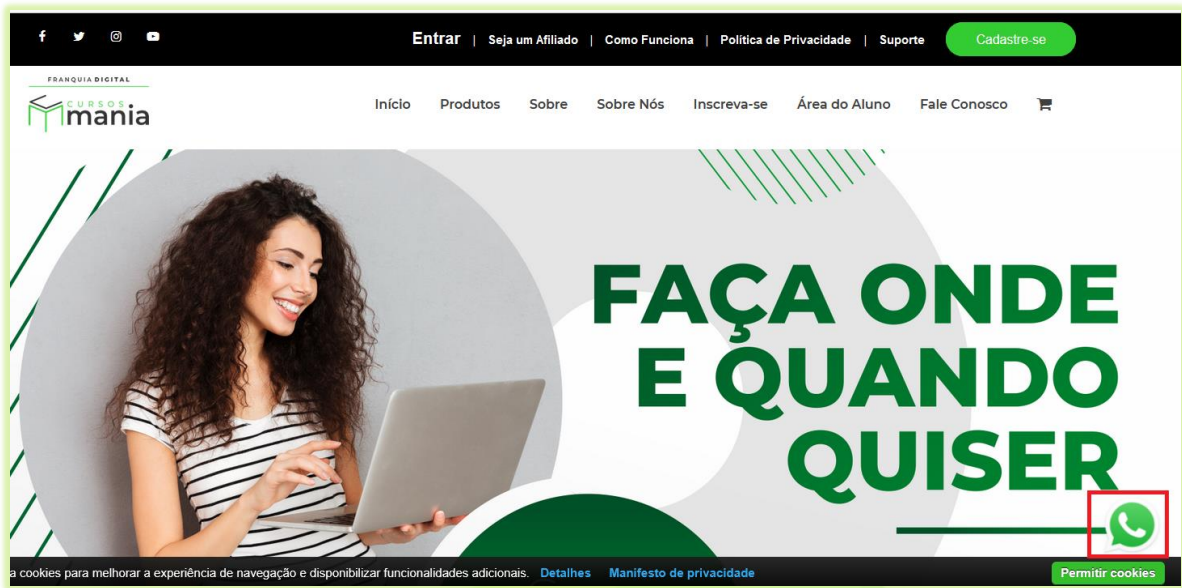 Entrar | Seja um Afiliado | Como Funciona | Política de Privacidade | Suporte Cadastre-se
FRANQUIA DIGITAL
CURSOS
mania
Início Produtos Sobre Sobre Nós Inscreva-se Área do Aluno Fale Conosco
FAÇA ONDE
E QUANDO
QUISER
a cookies para melhorar a experiência de navegação e disponibilizar funcionalidades adicionais. Detalhes Manifesto de privacidade Permitir cookies